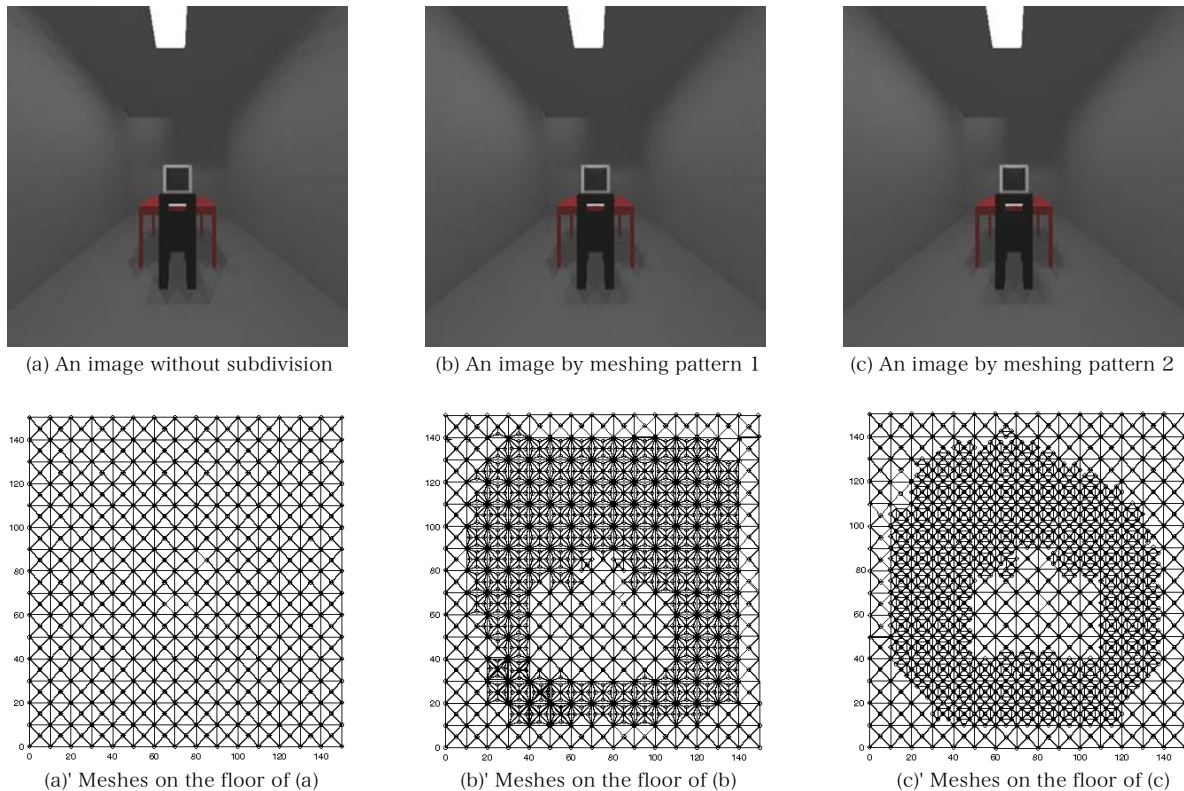 (a) An image without subdivision
(b) An image by meshing pattern 1
(c) An image by meshing pattern 2
140
120
100
80
60
40
20
0
0 20 40 60 80 100 120 140
140
120
100
80
60
40
20
0
0 20 40 60 80 100 120 140
140
120
100
80
60
40
20
0
0 20 40 60 80 100 120 140
(a)' Meshes on the floor of (a)
(b)' Meshes on the floor of (b)
(c)' Meshes on the floor of (c)